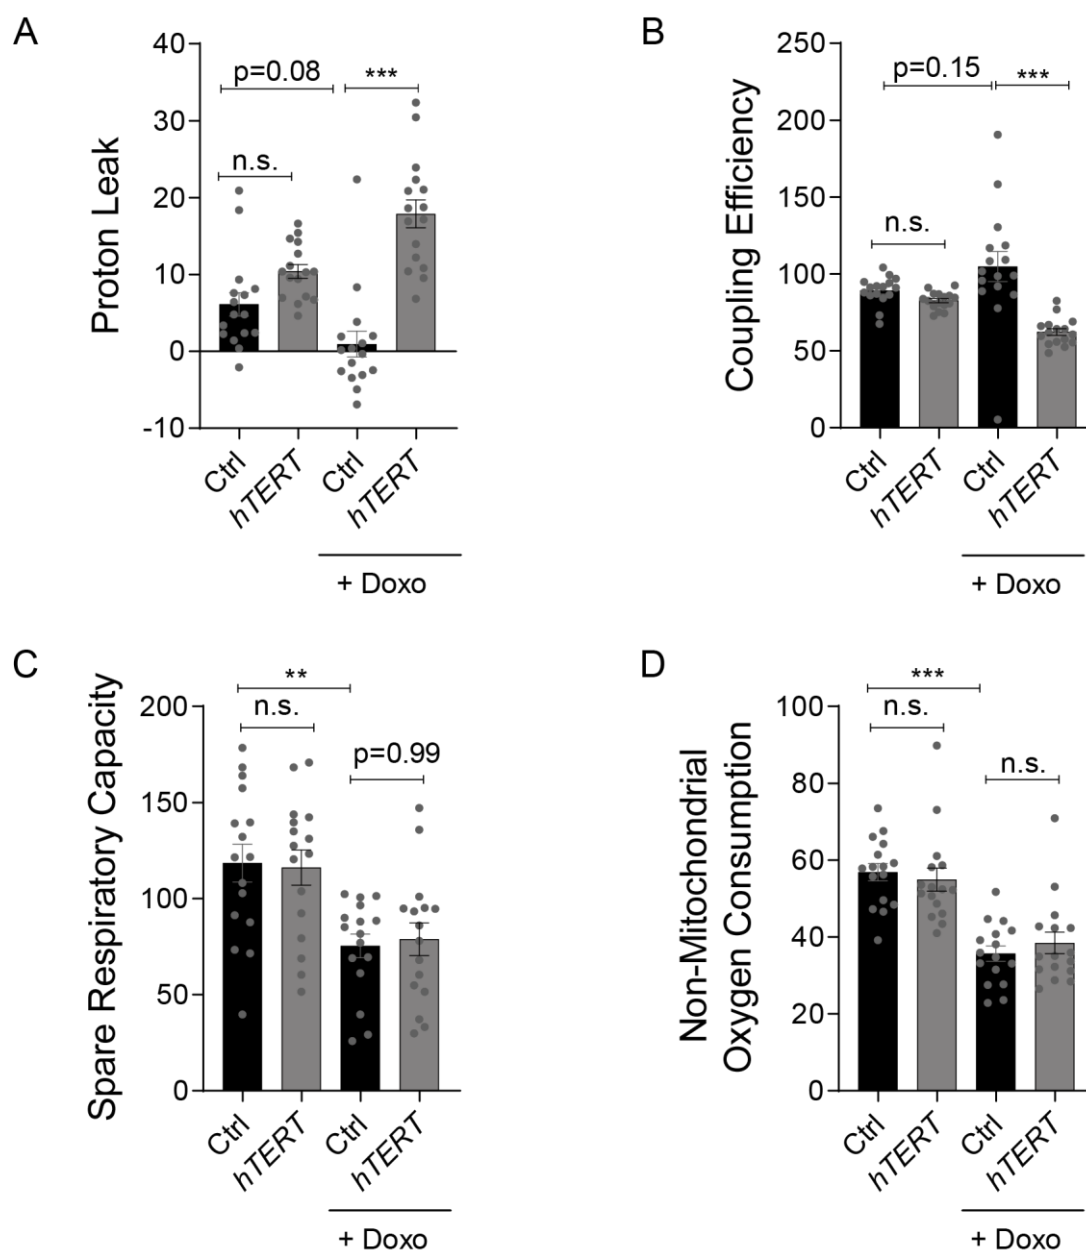 A
Proton Leak
40
30
20
10
0
-10
p=0.08
***
n.s.
Ctrl
hTERT
Ctrl
hTERT
+ Doxo
B
Coupling Efficiency
250
200
150
100
50
0
p=0.15
***
n.s.
Ctrl
hTERT
Ctrl
hTERT
+ Doxo
C
Spare Respiratory Capacity
200
150
100
50
0
**
n.s.
p=0.99
Ctrl
hTERT
Ctrl
hTERT
+ Doxo
D
Non-Mitochondrial
Oxygen Consumption
100
80
60
40
20
0
***
n.s.
n.s.
Ctrl
hTERT
Ctrl
hTERT
+ Doxo